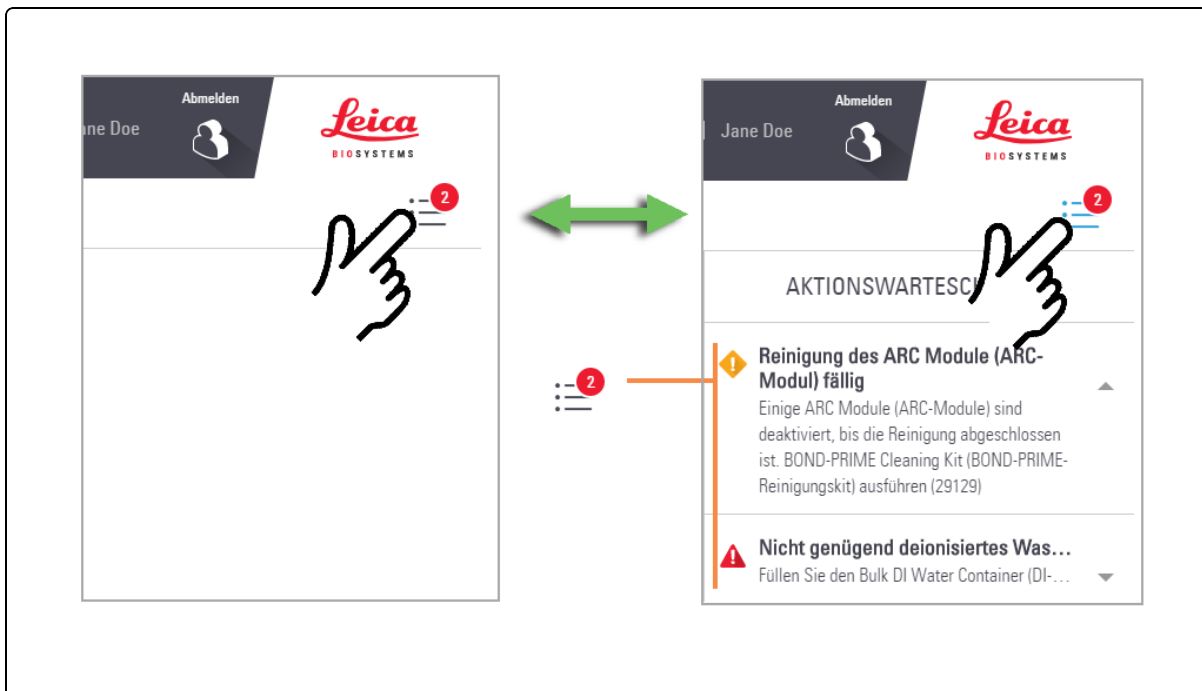 Abmelden
Doe
Leica
BIOSYSTEMS
2
Abmelden
Jane Doe
Leica
BIOSYSTEMS
2
2
Reinigung des ARC Module (ARC-
Modul) fällig
Einige ARC Module (ARC-Module) sind
deaktiviert, bis die Reinigung abgeschlossen
ist. BOND-PRIME Cleaning Kit (BOND-PRIME-
Reinigungskit) ausführen (29129)
Nicht genügend deionisiertes Was...
Füllen Sie den Bulk DI Water Container (DI-...